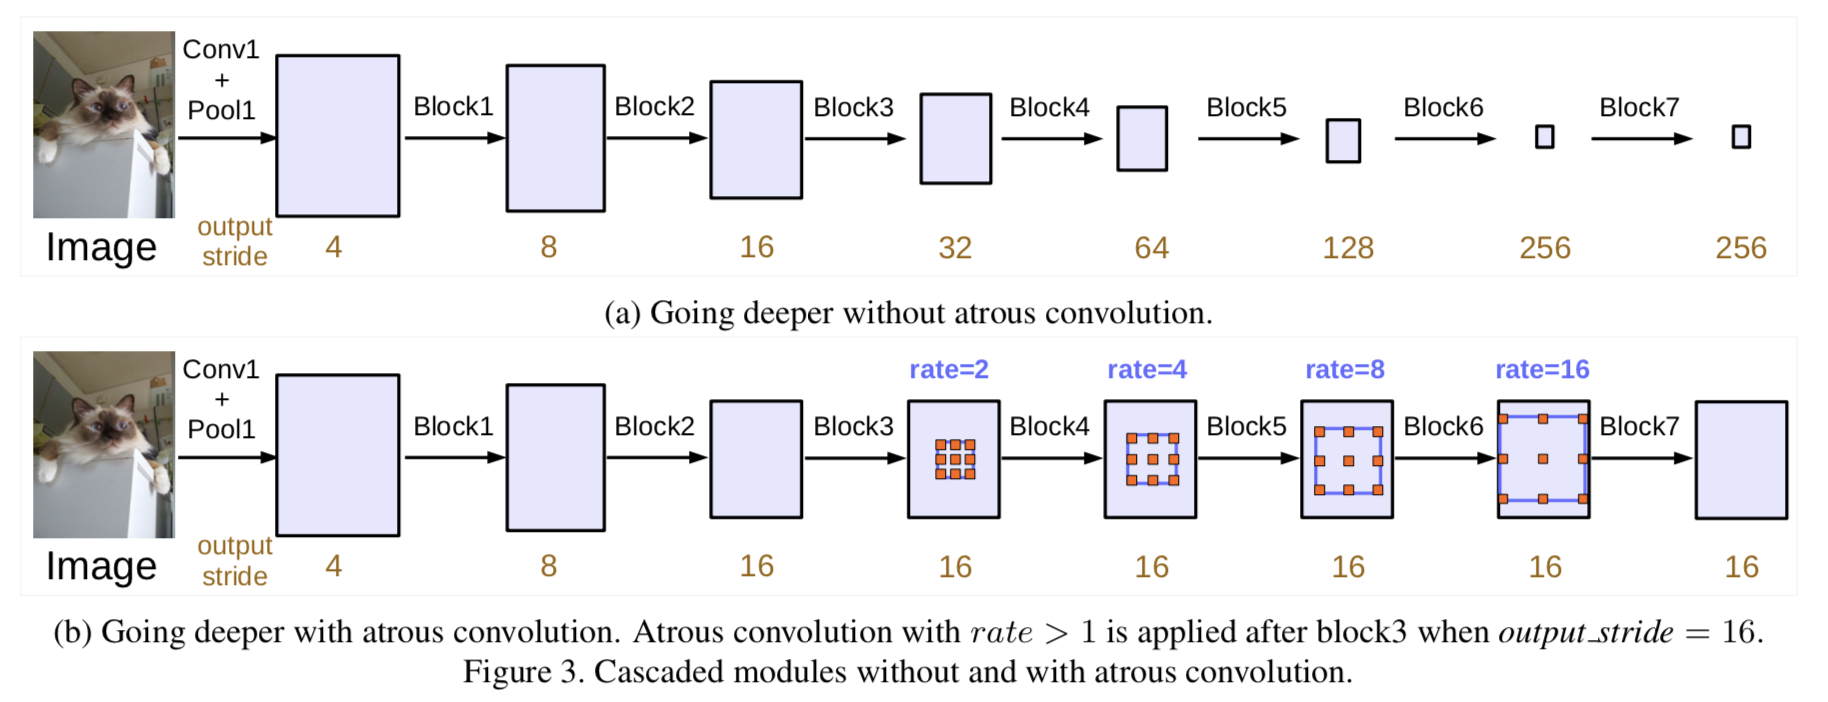 Conv1
+
Pool1
Block1
Block2
Block3
Block4
Block5
Block6
Block7
Image
output
stride
4
8
16
32
64
128
256
256
(a) Going deeper without atrous convolution.
Conv1
+
Pool1
Block1
Block2
Block3
rate=2
Block4
rate=4
Block5
rate=8
Block6
rate=16
Block7
Image
output
stride
4
8
16
16
16
16
16
16
(b) Going deeper with atrous convolution. Atrous convolution with rate > 1 is applied after block3 when output_stride = 16.
Figure 3. Cascaded modules without and with atrous convolution.